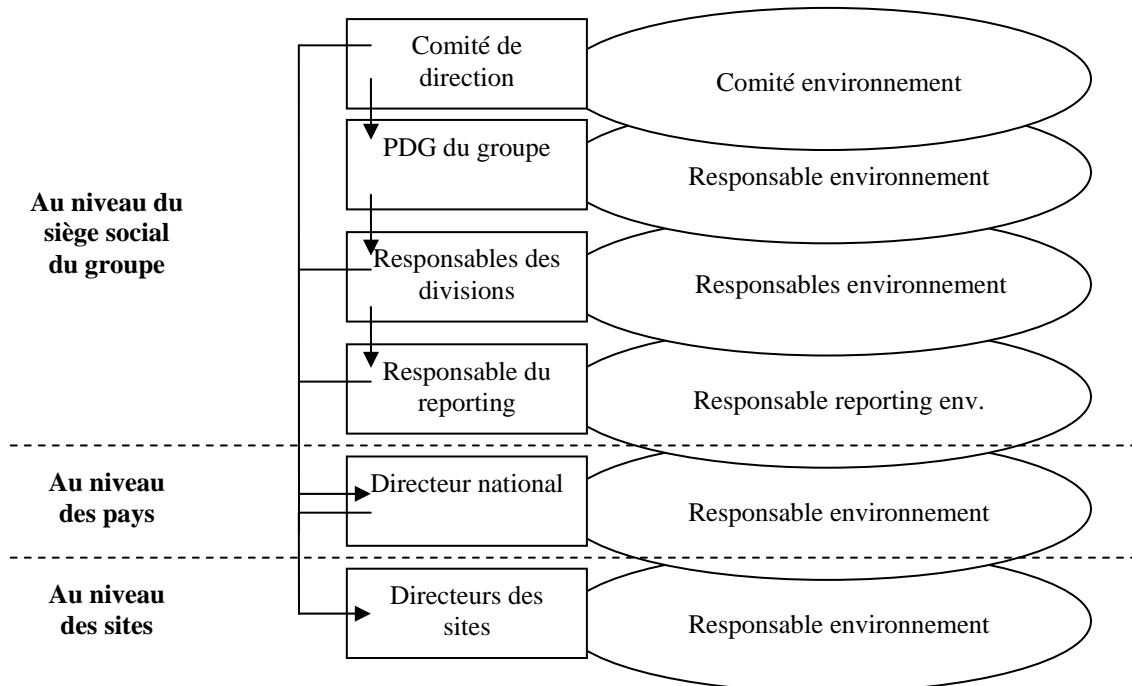 Comité de
direction
Comité environnement
PDG du groupe
Responsable environnement
Au niveau du
siège social
du groupe
Responsables des
divisions
Responsables environnement
Responsable du
reporting
Responsable reporting env.
Au niveau
des pays
Directeur national
Responsable environnement
Au niveau
des sites
Directeurs des
sites
Responsable environnement